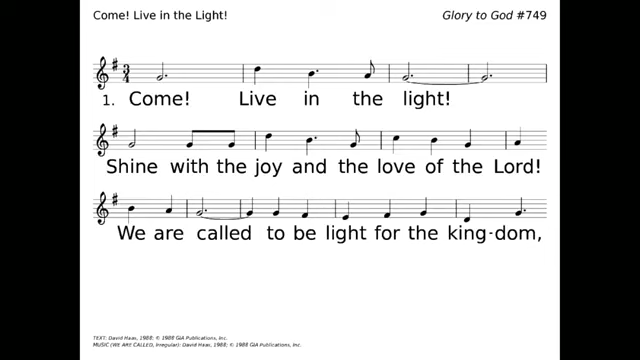 Come! Live in the Light!
Glory to God #749
3
4
1. Come! Live in the light!
Shine with the joy and the love of the Lord!
We are called to be light for the king-dom,
TEXT: David Haas, 1988; © 1988 GIA Publications, Inc.
MUSIC (WE ARE CALLED, Irregular): David Haas, 1988; © 1988 GIA Publications, Inc.